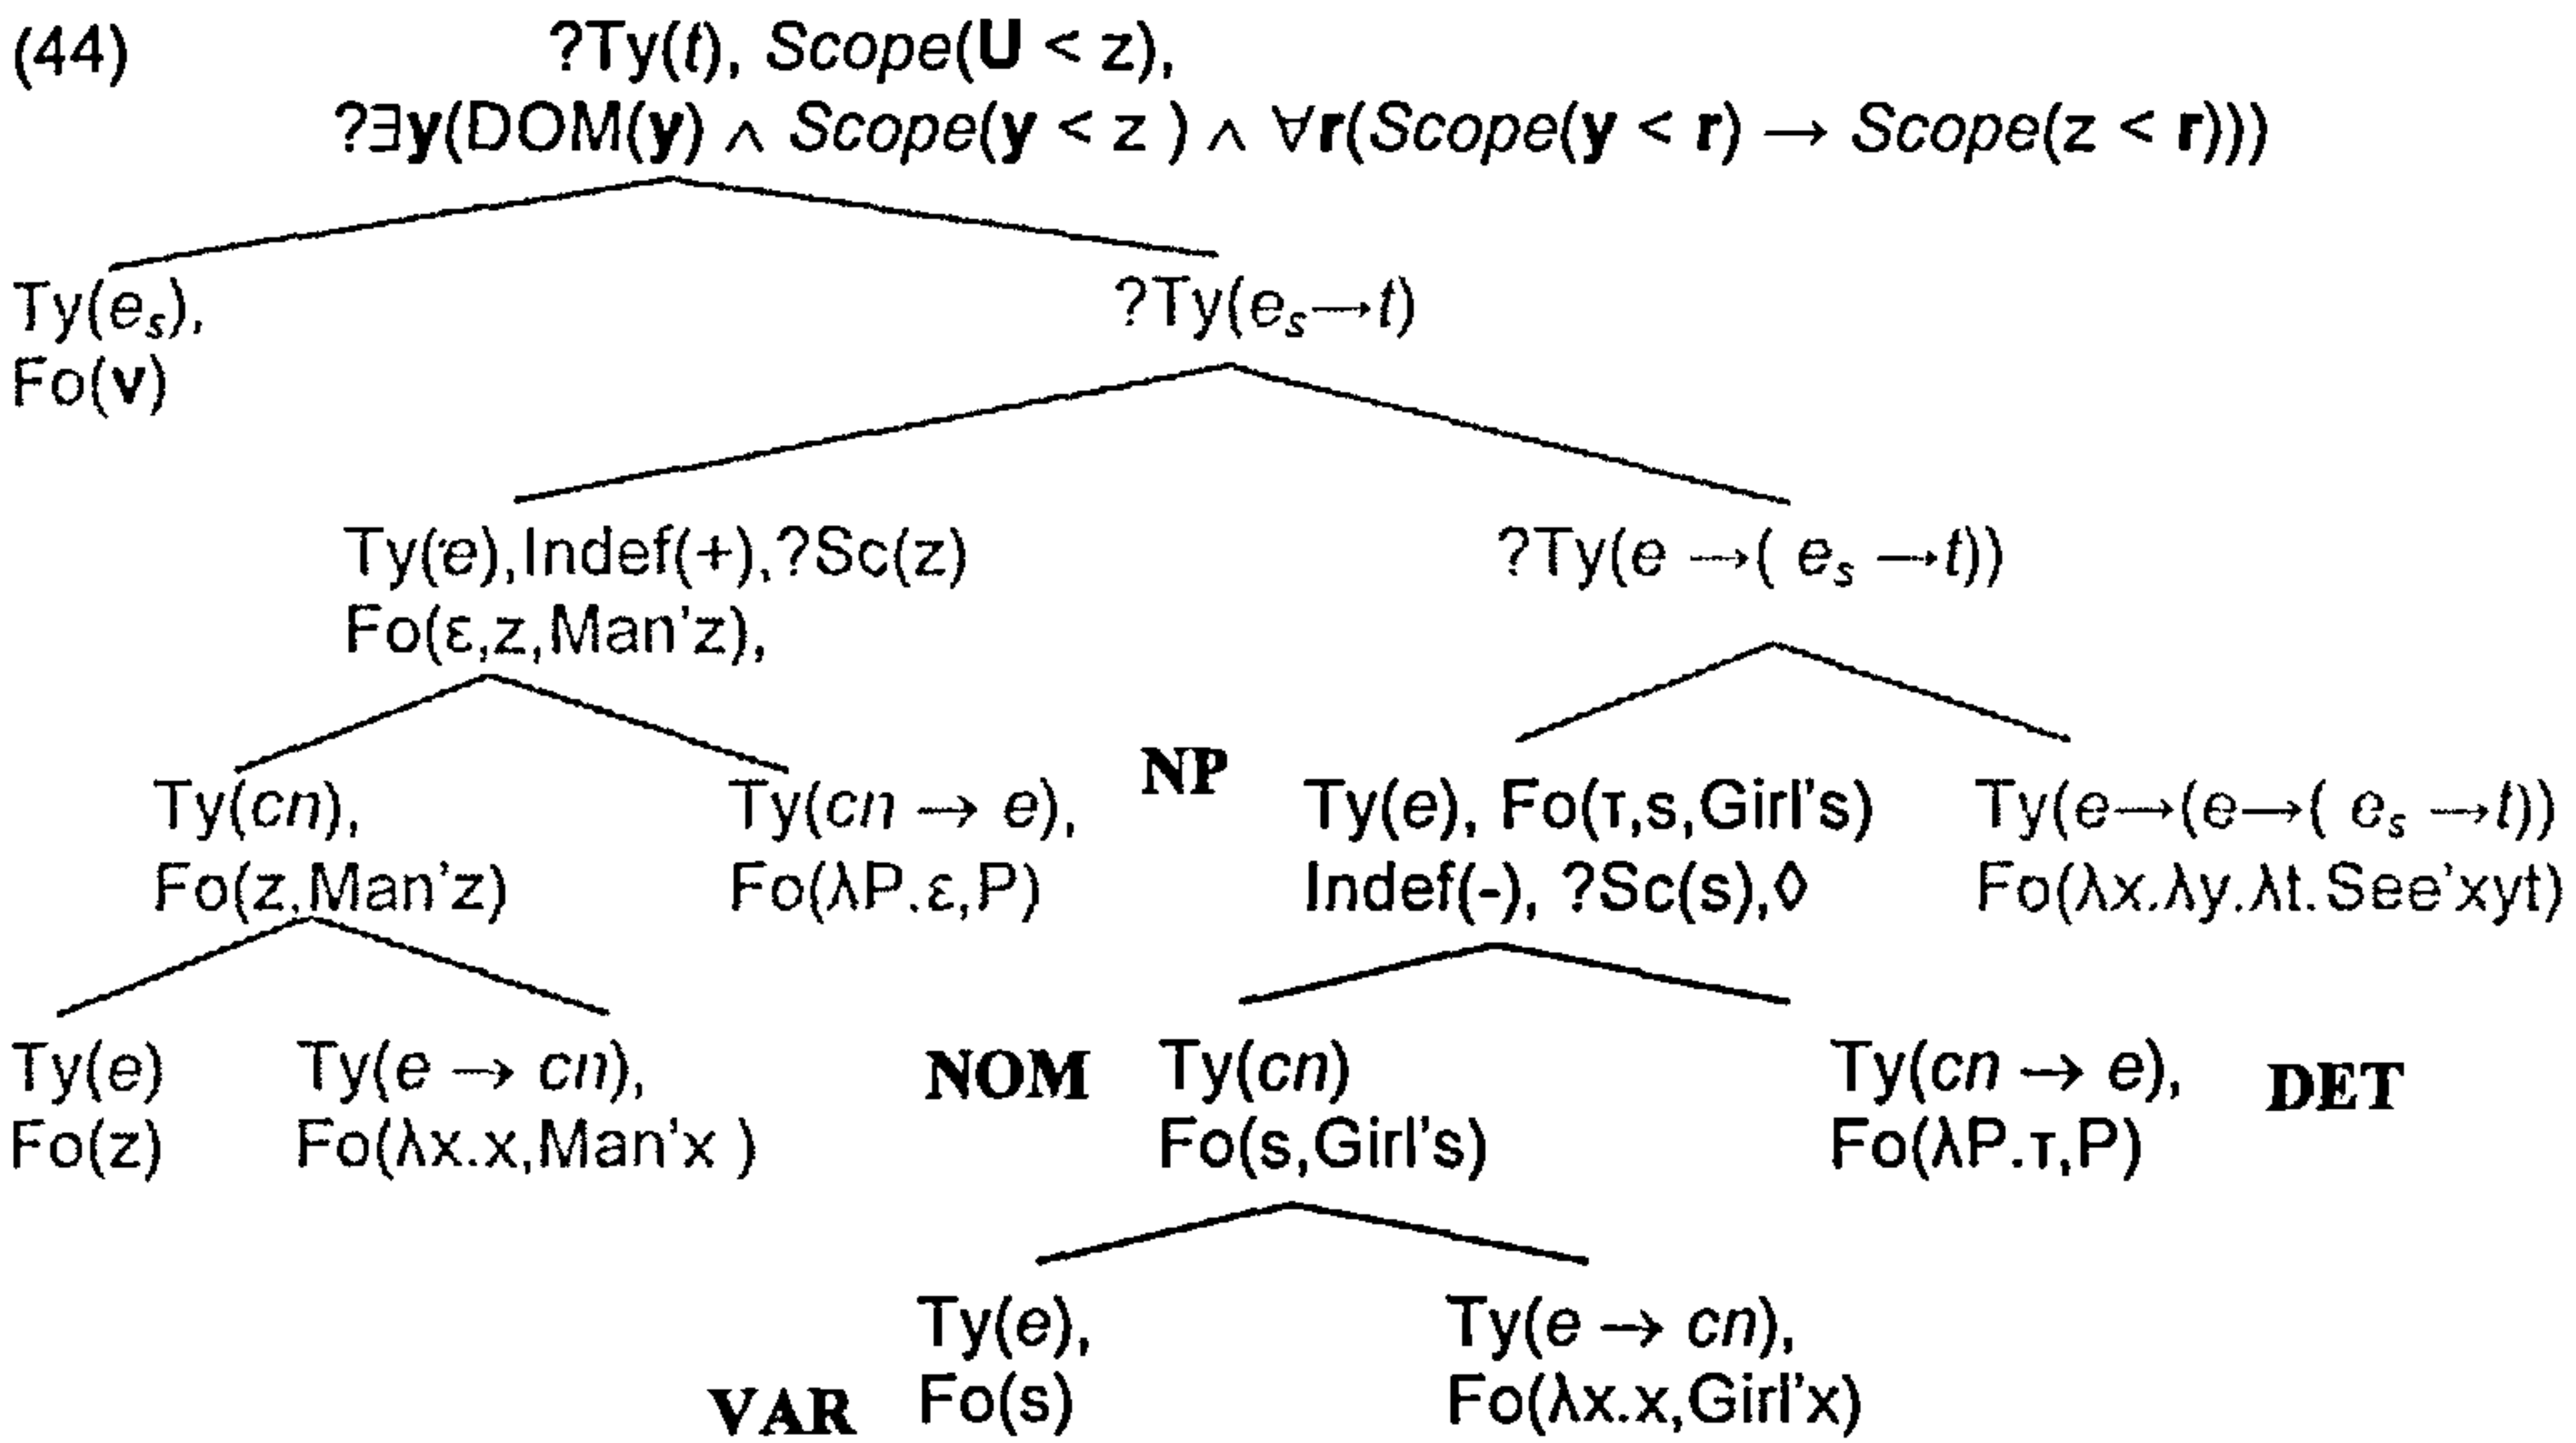 (44) ?Ty(t), Scope(U < z),
?∃y(DOM(y) ∧ Scope(y < z ) ∧ ∀r(Scope(y < r) → Scope(z < r)))
Ty(eₛ), ?Ty(eₛ→t)
Fo(v)
Ty(e),Indef(+),?Sc(z) ?Ty(e →( eₛ →t))
Fo(ε,z,Man'z),
NP
Ty(cn), Ty(cn → e), Ty(e), Fo(τ,s,Girl's) Ty(e→(e→( eₛ →t))
Fo(z,Man'z) Fo(λP.ε,P) Indef(-), ?Sc(s),◊ Fo(λx.λy.λt.See'xyt)
Ty(e) Ty(e → cn), NOM Ty(cn) Ty(cn → e), DET
Fo(z) Fo(λx.x,Man'x ) Fo(s,Girl's) Fo(λP.τ,P)
Ty(e), Ty(e → cn),
VAR Fo(s) Fo(λx.x,Girl'x)